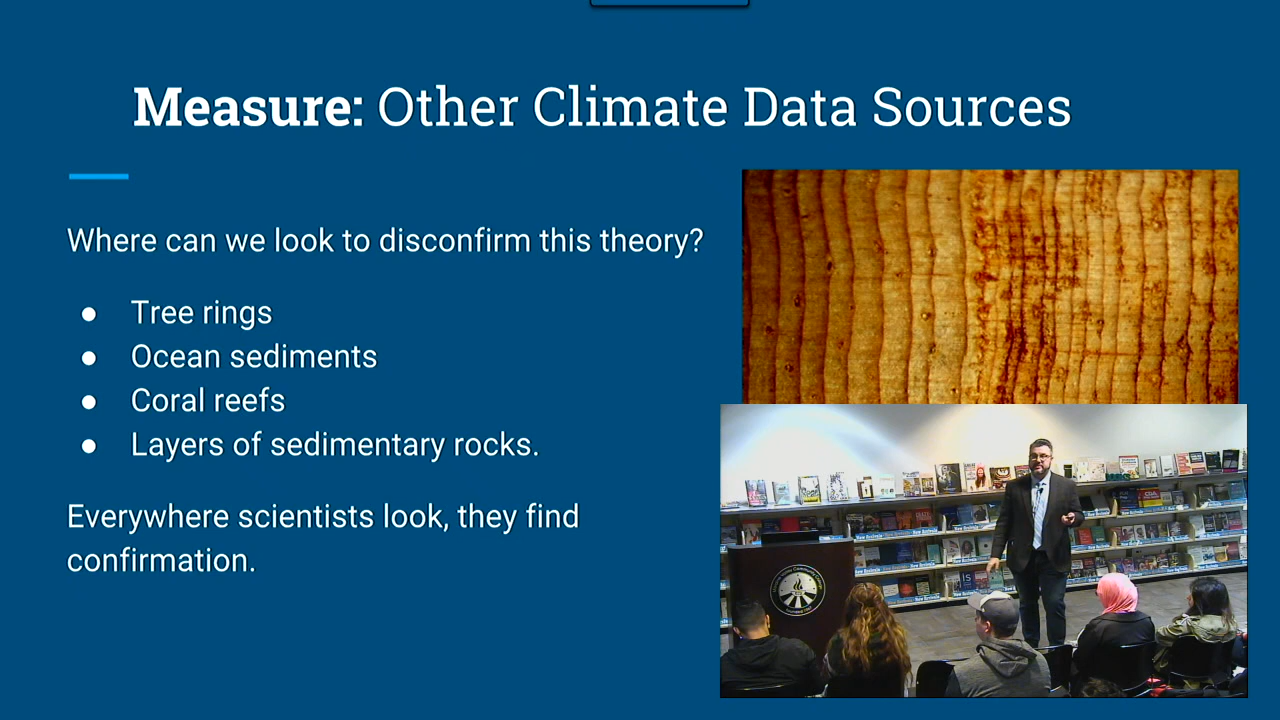 Measure: Other Climate Data Sources
Where can we look to disconfirm this theory?
● Tree rings
● Ocean sediments
● Coral reefs
● Layers of sedimentary rocks.
Everywhere scientists look, they find
confirmation.